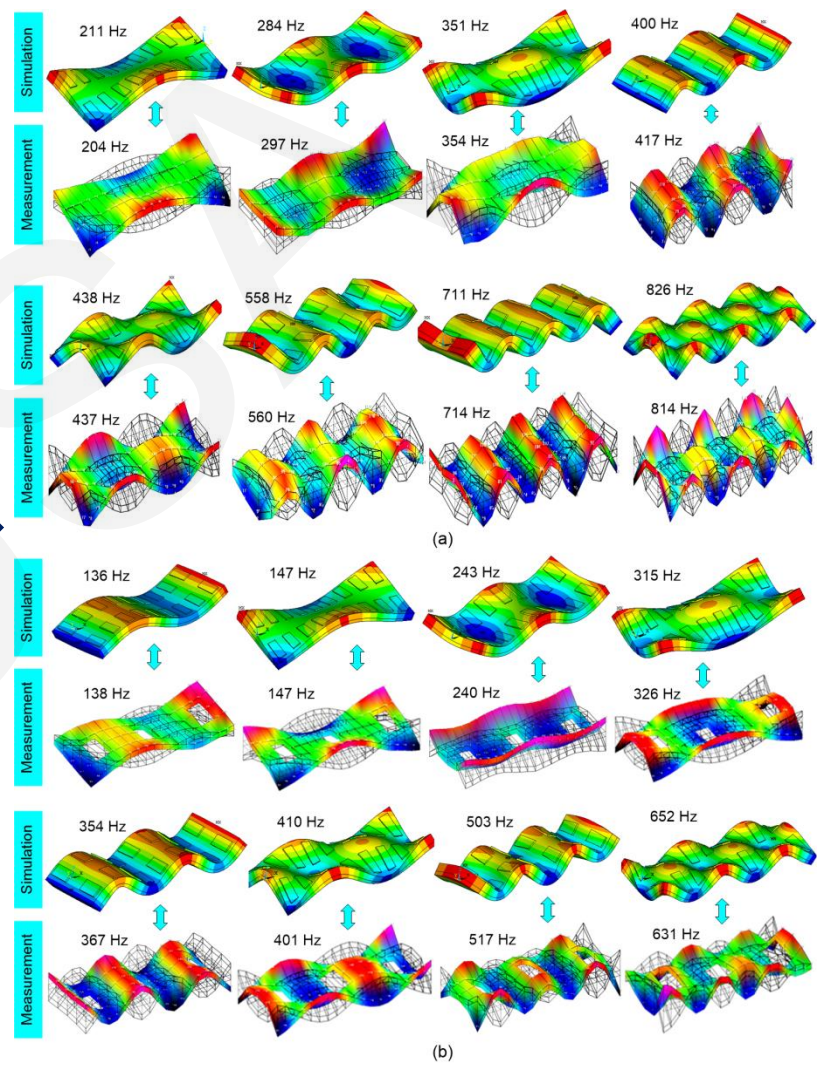 Simulation
211 Hz 284 Hz 351 Hz 400 Hz
Measurement
204 Hz 297 Hz 354 Hz 417 Hz
Simulation
438 Hz 558 Hz 711 Hz 826 Hz
Measurement
437 Hz 560 Hz 714 Hz 814 Hz
(a)
Simulation
136 Hz 147 Hz 243 Hz 315 Hz
Measurement
138 Hz 147 Hz 240 Hz 326 Hz
Simulation
354 Hz 410 Hz 503 Hz 652 Hz
Measurement
367 Hz 401 Hz 517 Hz 631 Hz
(b)